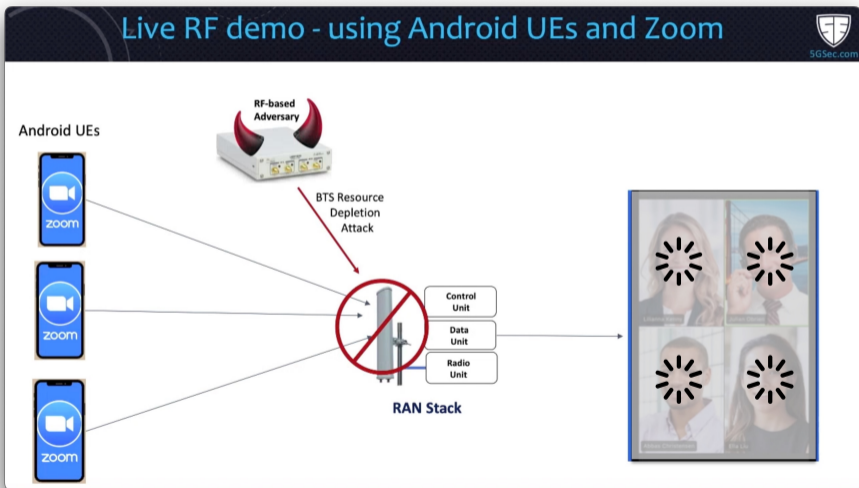 Live RF demo - using Android UEs and Zoom
5GSec.com
RF-based
Adversary
Android UEs
BTS Resource
Depletion
Attack
zoom
zoom
zoom
Control
Unit
Data
Unit
Radio
Unit
RAN Stack